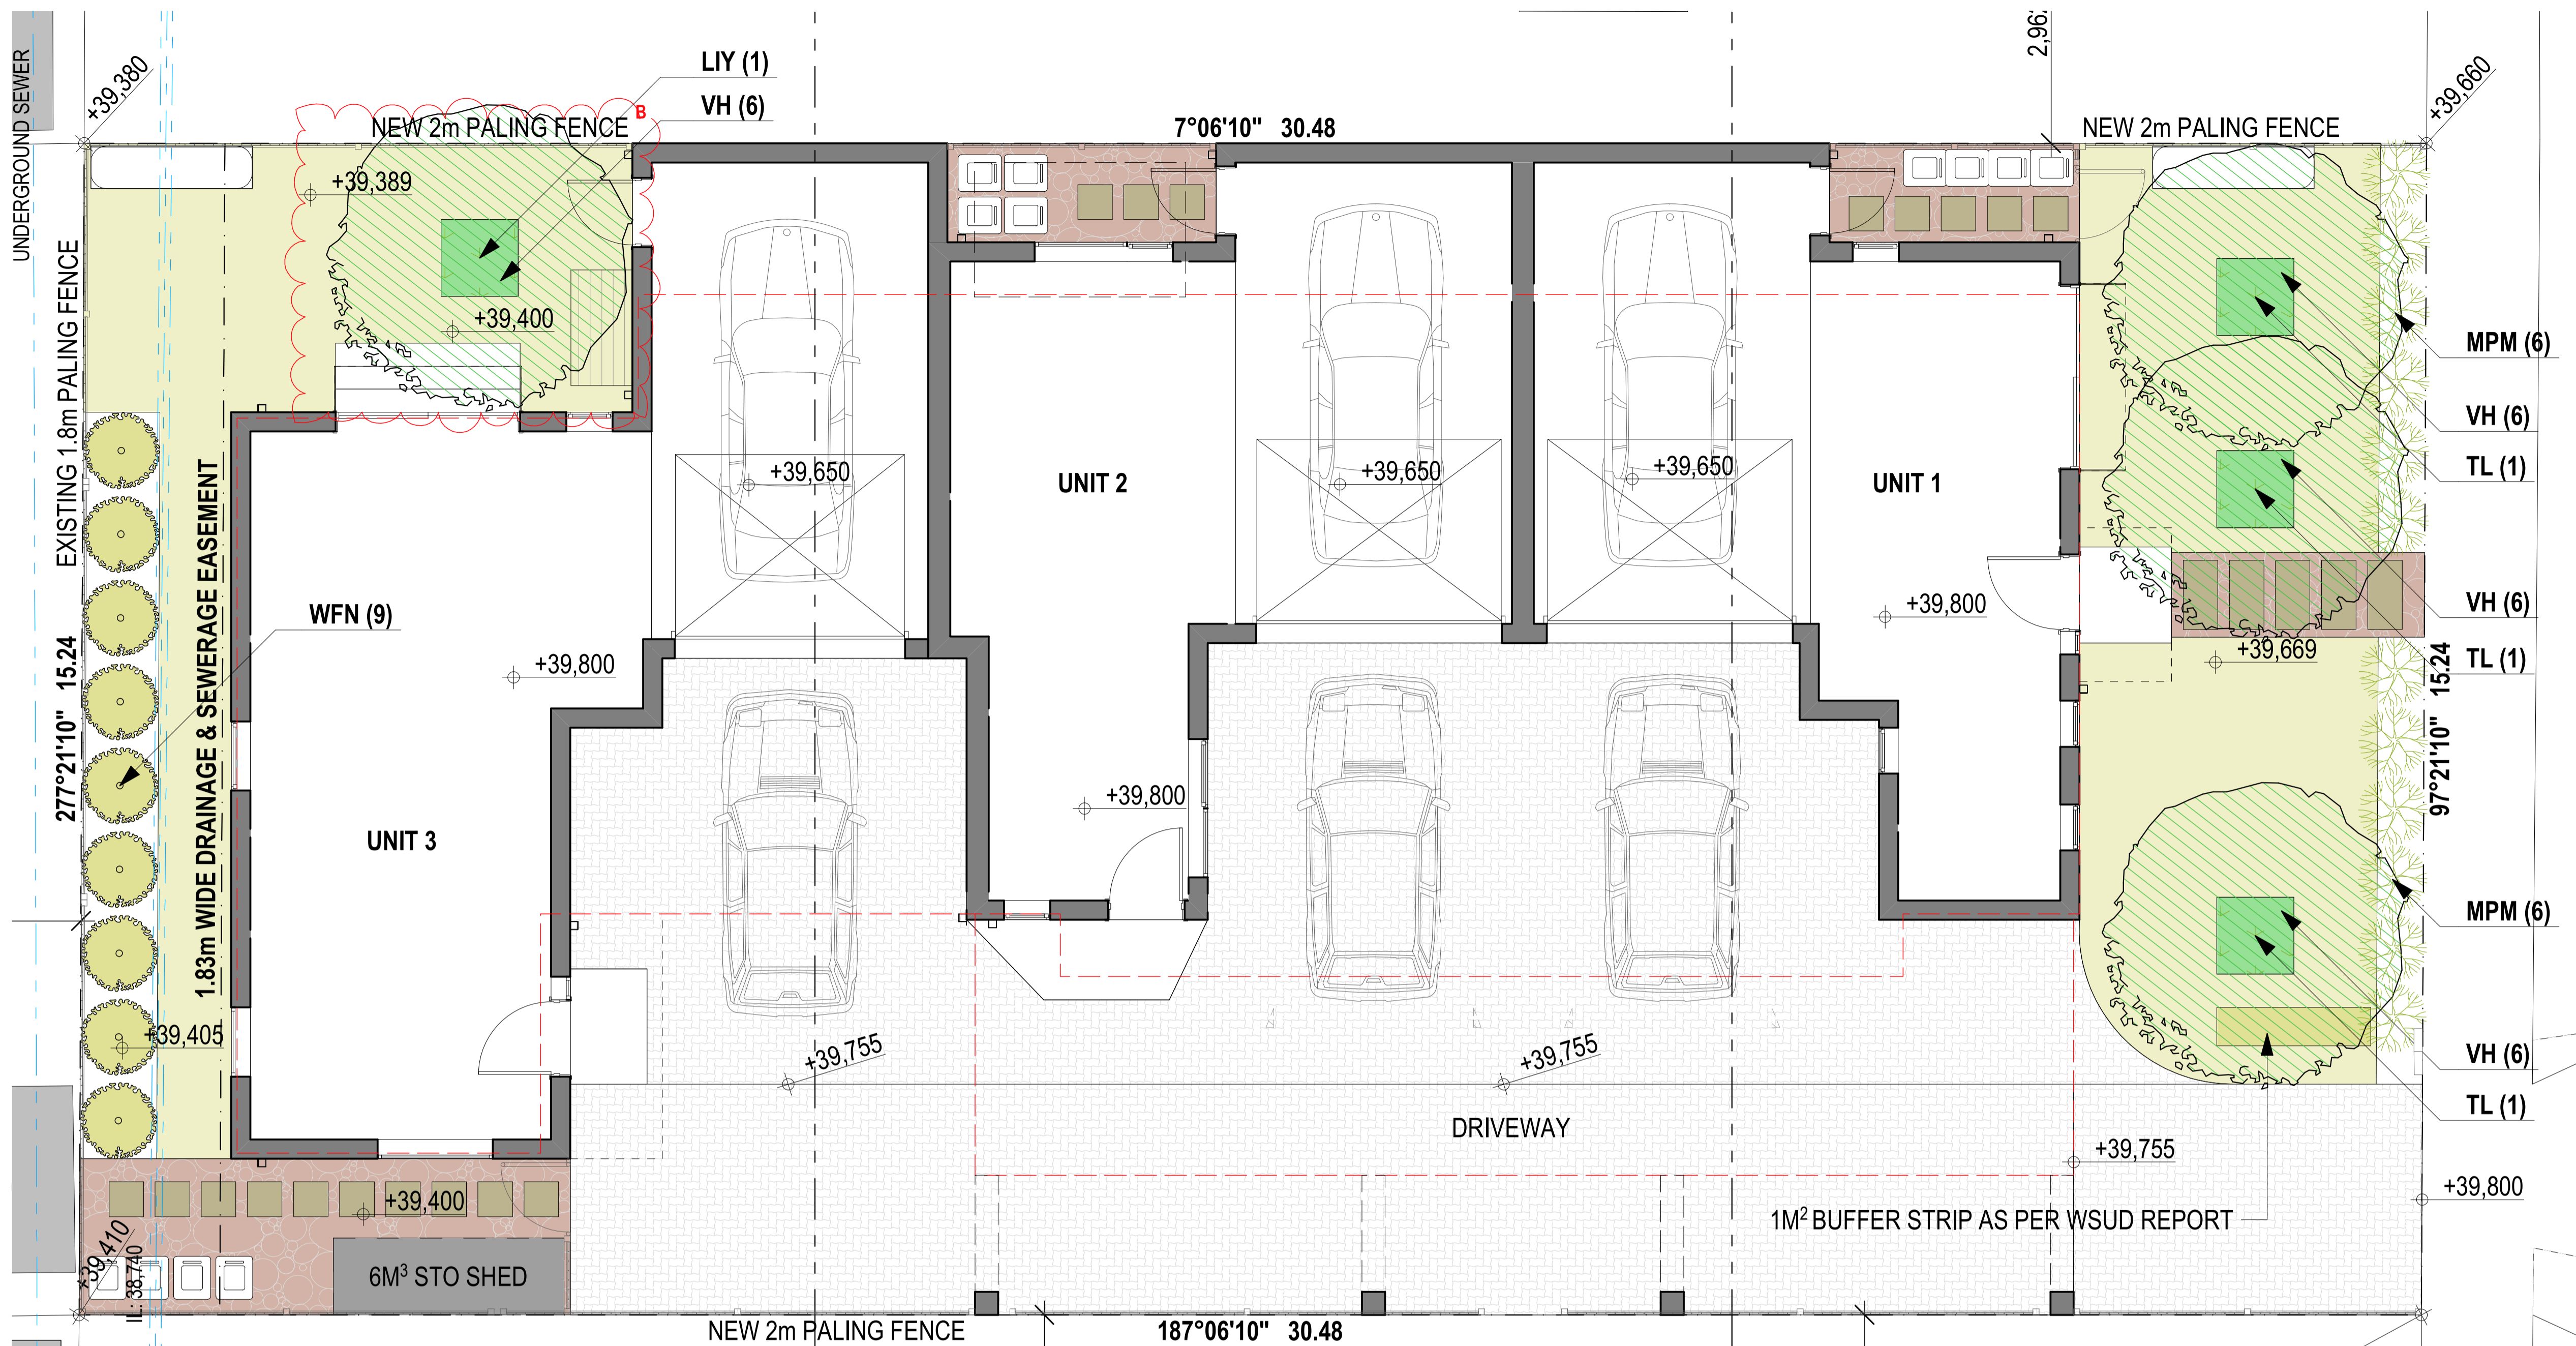 UNDERGROUND SEWER
+39,380
LIY (1)
VH (6)
B
NEW 2m PALING FENCE
7°06'10" 30.48
NEW 2m PALING FENCE
+39,660
+39,389
+39,400
EXISTING 1.8m PALING FENCE
277°21'10" 15.24
1.83m WIDE DRAINAGE & SEWERAGE EASEMENT
WFN (9)
+39,650
UNIT 2
+39,650
+39,650
UNIT 1
MPM (6)
VH (6)
TL (1)
+39,800
+39,800
VH (6)
+39,669
TL (1)
97°21'10" 15.24
+39,800
UNIT 3
MPM (6)
+39,405
+39,755
+39,755
VH (6)
TL (1)
DRIVEWAY
+39,755
+39,400
+39,800
1M² BUFFER STRIP AS PER WSUD REPORT
+39,410
IL: 38,740
6M³ STO SHED
NEW 2m PALING FENCE
187°06'10" 30.48